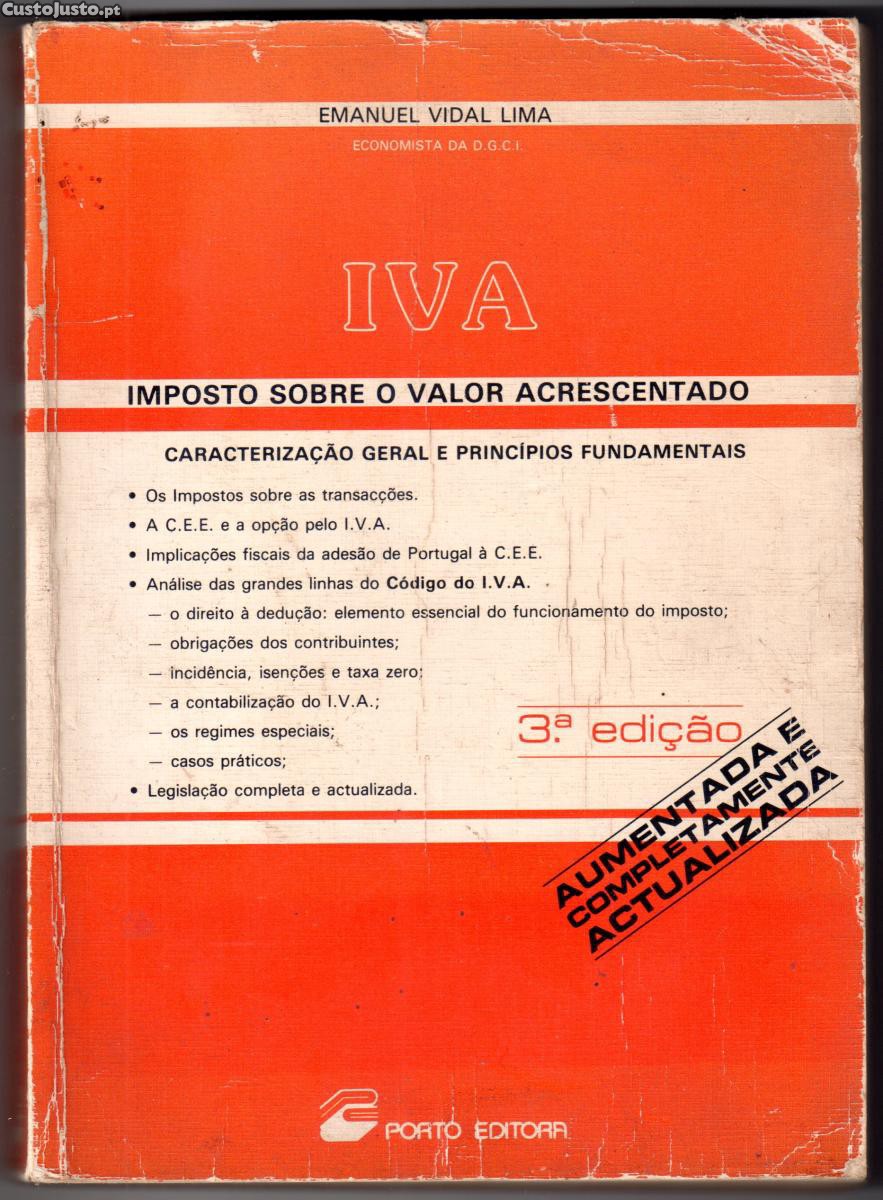 CustoJusto.pt
EMANUEL VIDAL LIMA
ECONOMISTA DA D.G.C.I.
IVA
IMPOSTO SOBRE O VALOR ACRESCENTADO
CARACTERIZAÇÃO GERAL E PRINCÍPIOS FUNDAMENTAIS
• Os Impostos sobre as transacções.
• A C.E.E. e a opção pelo I.V.A.
• Implicações fiscais da adesão de Portugal à C.E.E.
• Análise das grandes linhas do Código do I.V.A.
— o direito à dedução: elemento essencial do funcionamento do imposto;
— obrigações dos contribuintes;
— incidência, isenções e taxa zero;
— a contabilização do I.V.A.;
— os regimes especiais;
— casos práticos;
• Legislação completa e actualizada.
3.ª edição
AUMENTADA E
COMPLETAMENTE
ACTUALIZADA
PORTO EDITORA